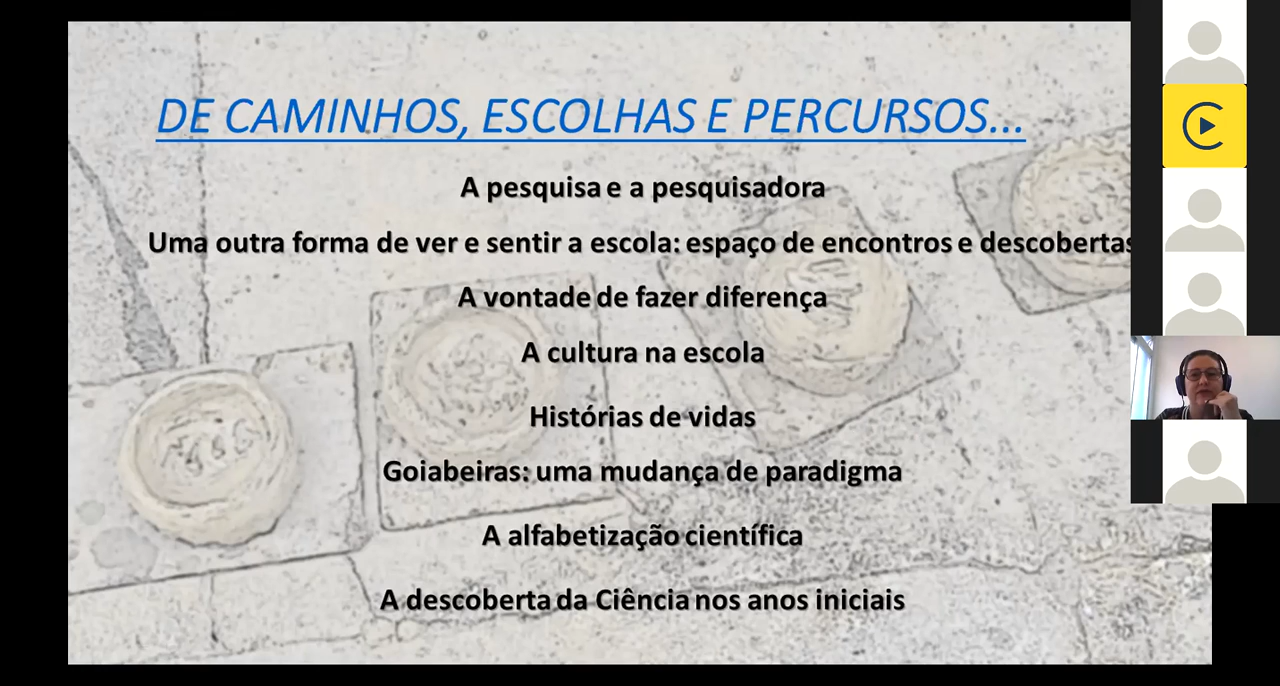 DE CAMINHOS, ESCOLHAS E PERCURSOS...
A pesquisa e a pesquisadora
Uma outra forma de ver e sentir a escola: espaço de encontros e descobertas
A vontade de fazer diferença
A cultura na escola
Histórias de vidas
Goiabeiras: uma mudança de paradigma
A alfabetização científica
A descoberta da Ciência nos anos iniciais